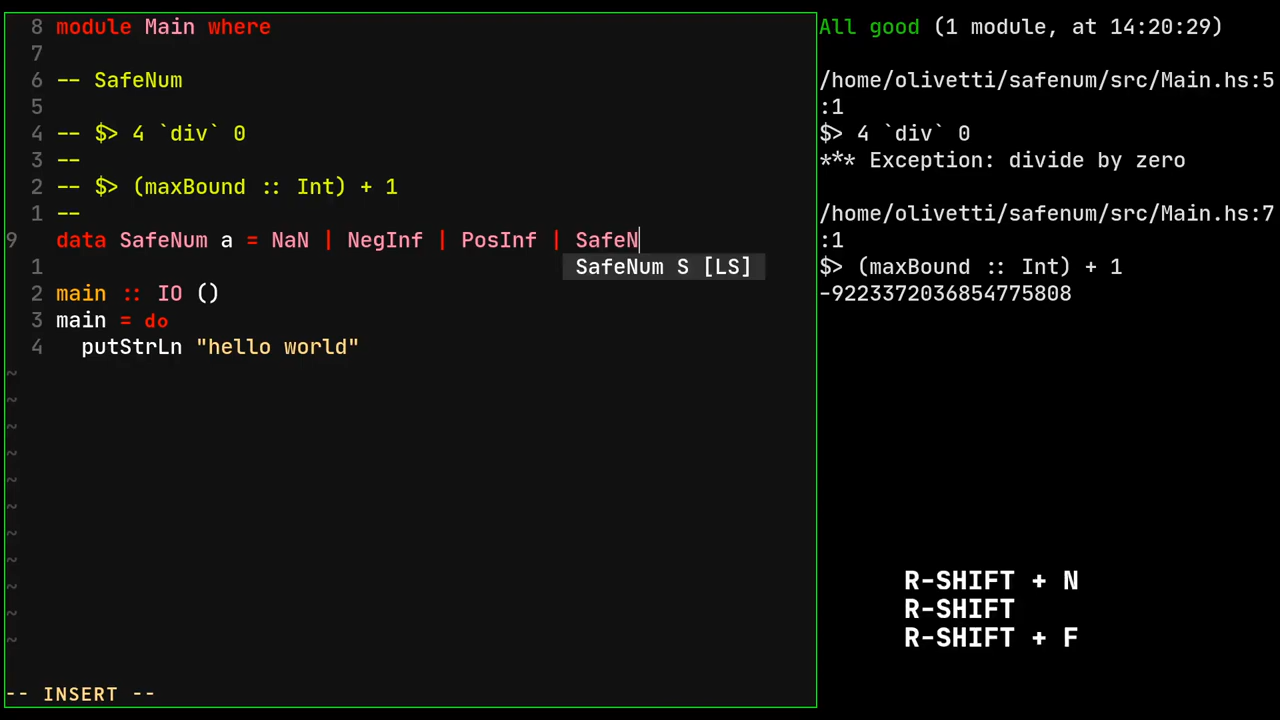 8 module Main where
7
6 -- SafeNum
5
4 -- $> 4 `div` 0
3 --
2 -- $> (maxBound :: Int) + 1
1 --
9 data SafeNum a = NaN | NegInf | PosInf | SafeN
1 SafeNum S [LS]
2 main :: IO ()
3 main = do
4 putStrLn "hello world"
~
~
~
~
~
~
~
~
~
~
~
-- INSERT --
All good (1 module, at 14:20:29)
/home/olivetti/safenum/src/Main.hs:5
:1
$> 4 `div` 0
*** Exception: divide by zero
/home/olivetti/safenum/src/Main.hs:7
:1
$> (maxBound :: Int) + 1
-9223372036854775808
R-SHIFT + N
R-SHIFT
R-SHIFT + F